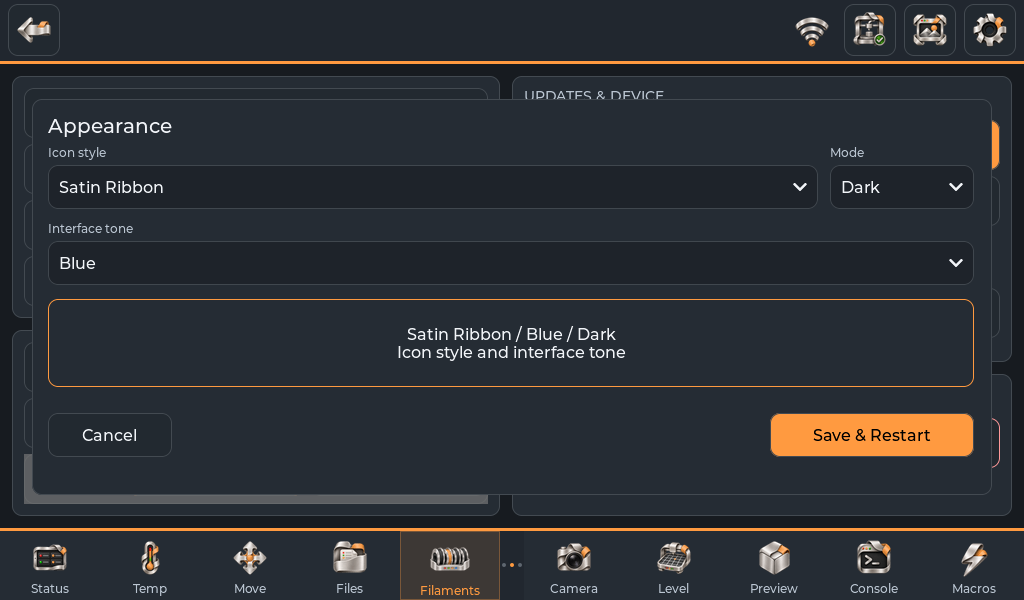 UPDATES & DEVICE
Appearance
Icon style
Mode
Satin Ribbon
Dark
Interface tone
Blue
Satin Ribbon / Blue / Dark
Icon style and interface tone
Cancel
Save & Restart
Status
Temp
Move
Files
Filaments
Camera
Level
Preview
Console
Macros